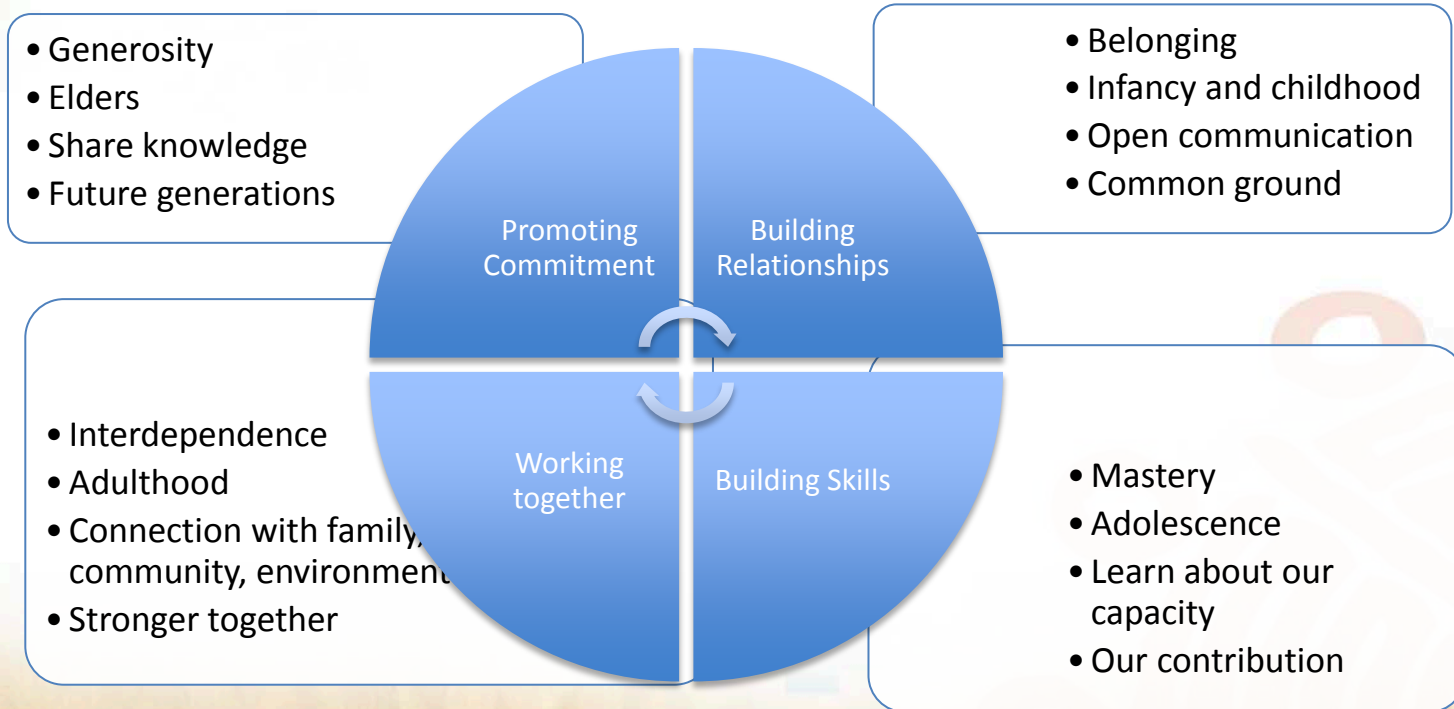 • Generosity
• Elders
• Share knowledge
• Future generations
• Belonging
• Infancy and childhood
• Open communication
• Common ground
Promoting
Commitment
Building
Relationships
Working
together
Building Skills
• Interdependence
• Adulthood
• Connection with family,
community, environment
• Stronger together
• Mastery
• Adolescence
• Learn about our
capacity
• Our contribution